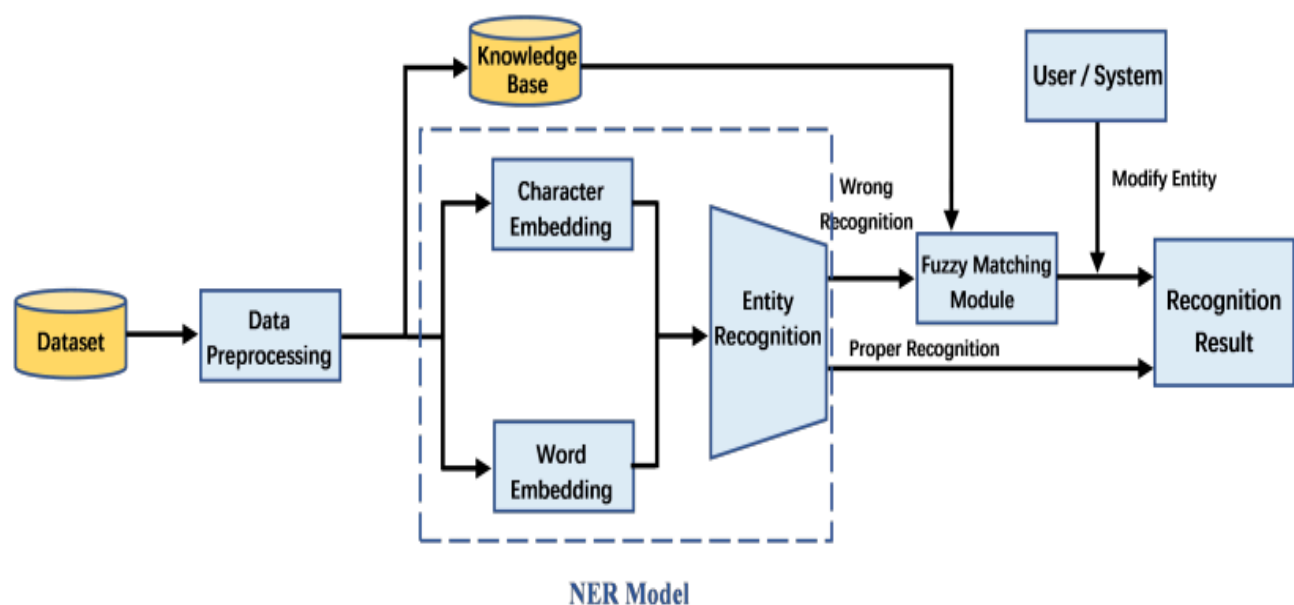 Knowledge
Base
User / System
Modify Entity
Character
Embedding
Wrong
Recognition
Fuzzy Matching
Module
Dataset
Data
Preprocessing
Entity
Recognition
Recognition
Result
Proper Recognition
Word
Embedding
NER Model